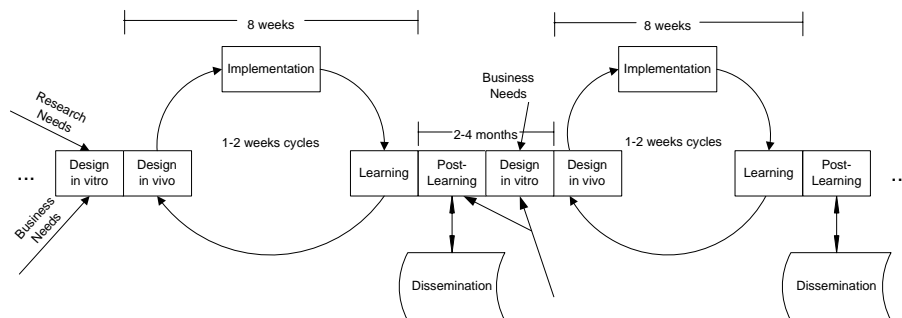 8 weeks
8 weeks
Implementation
Implementation
Business
Needs
Research
Needs
1-2 weeks cycles
2-4 months
1-2 weeks cycles
...
Design
in vitro
Design
in vivo
Learning
Post-
Learning
Design
in vitro
Design
in vivo
Learning
Post-
Learning
...
Business
Needs
Dissemination
Dissemination